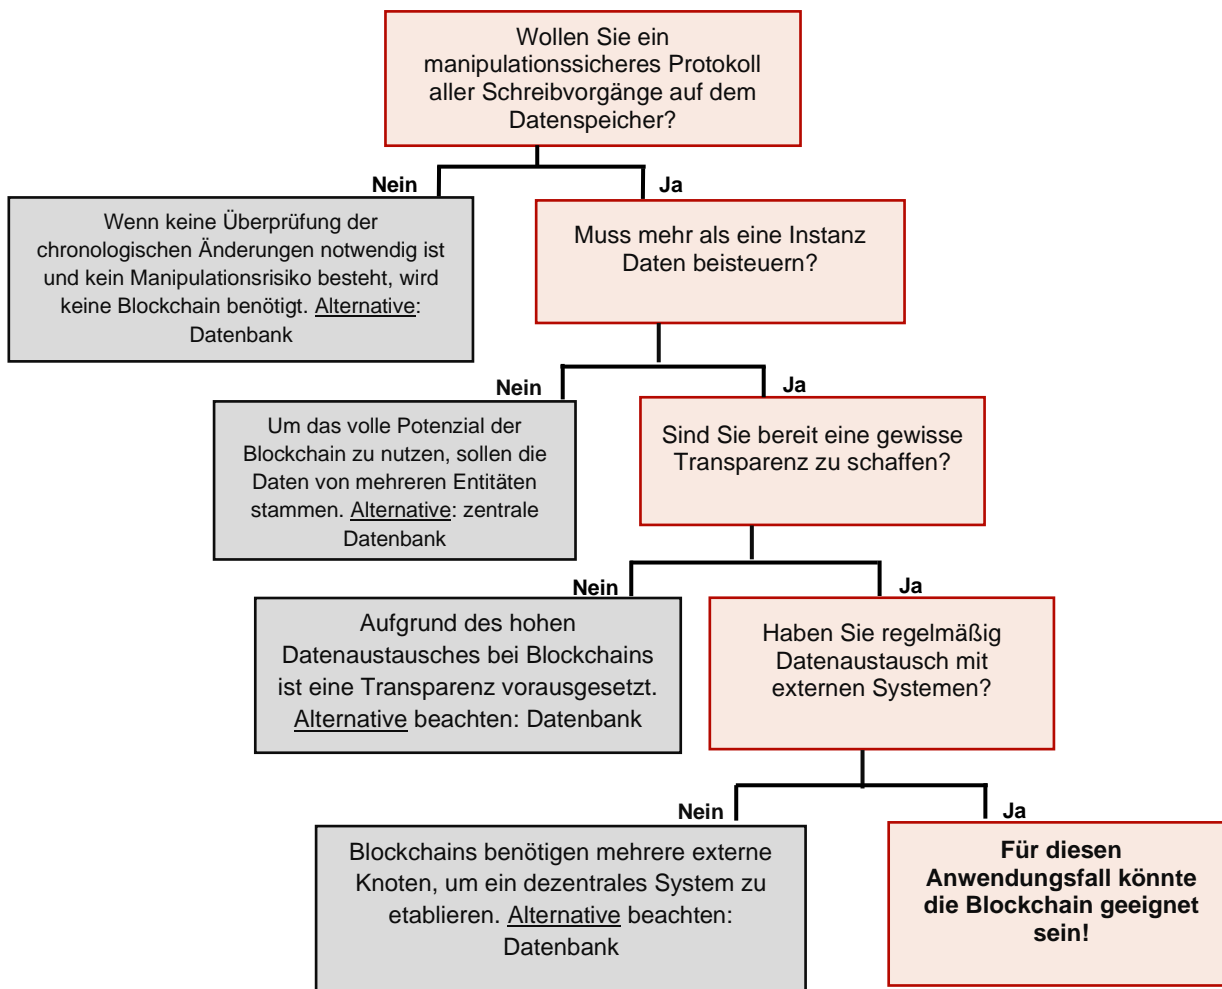 Wollen Sie ein
manipulationssicheres Protokoll
aller Schreibvorgänge auf dem
Datenspeicher?
Nein
Ja
Wenn keine Überprüfung der
chronologischen Änderungen notwendig ist
und kein Manipulationsrisiko besteht, wird
keine Blockchain benötigt. Alternative:
Datenbank
Muss mehr als eine Instanz
Daten beisteuern?
Nein
Ja
Um das volle Potenzial der
Blockchain zu nutzen, sollen die
Daten von mehreren Entitäten
stammen. Alternative: zentrale
Datenbank
Sind Sie bereit eine gewisse
Transparenz zu schaffen?
Nein
Ja
Aufgrund des hohen
Datenaustausches bei Blockchains
ist eine Transparenz vorausgesetzt.
Alternative beachten: Datenbank
Haben Sie regelmäßig
Datenaustausch mit
externen Systemen?
Nein
Ja
Blockchains benötigen mehrere externe
Knoten, um ein dezentrales System zu
etablieren. Alternative beachten:
Datenbank
Für diesen
Anwendungsfall könnte
die Blockchain geeignet
sein!